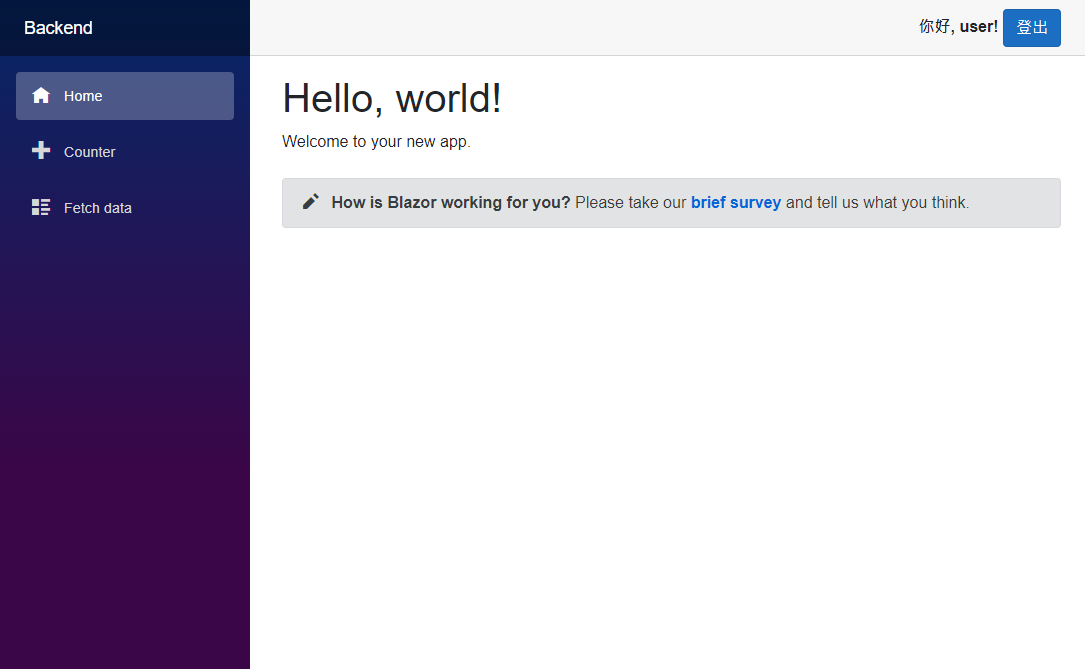 Backend
你好, user! 登出
Home
Counter
Fetch data
Hello, world!
Welcome to your new app.
How is Blazor working for you? Please take our brief survey and tell us what you think.